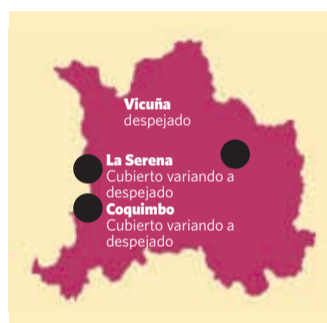 Vicuña
despejado
La Serena
Cubierto variando a
despejado
Coquimbo
Cubierto variando a
despejado